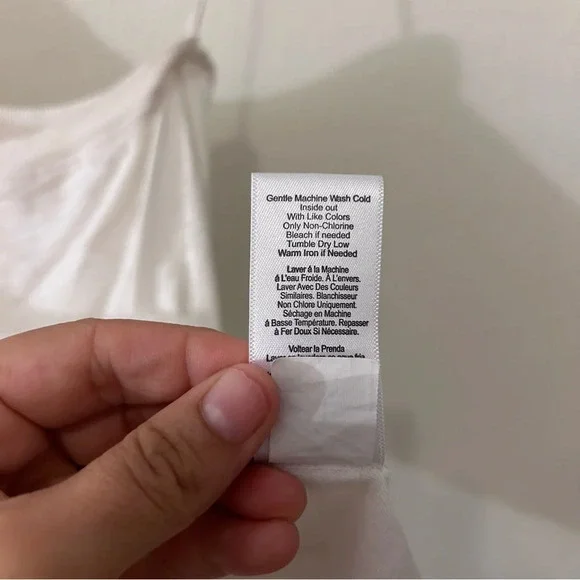 Gentle Machine Wash Cold
Inside out
With Like Colors
Only Non-Chlorine
Bleach if needed
Tumble Dry Low
Warm Iron if Needed
Laver á la Machine
á L'eau Froide. À L'envers.
Laver Avec Des Couleurs
Similaires. Blanchisseur
Non Chlore Uniquement.
Séchage en Machine
á Basse Température. Repasser
á Fer Doux Si Nécessaire
Voltear la Prenda